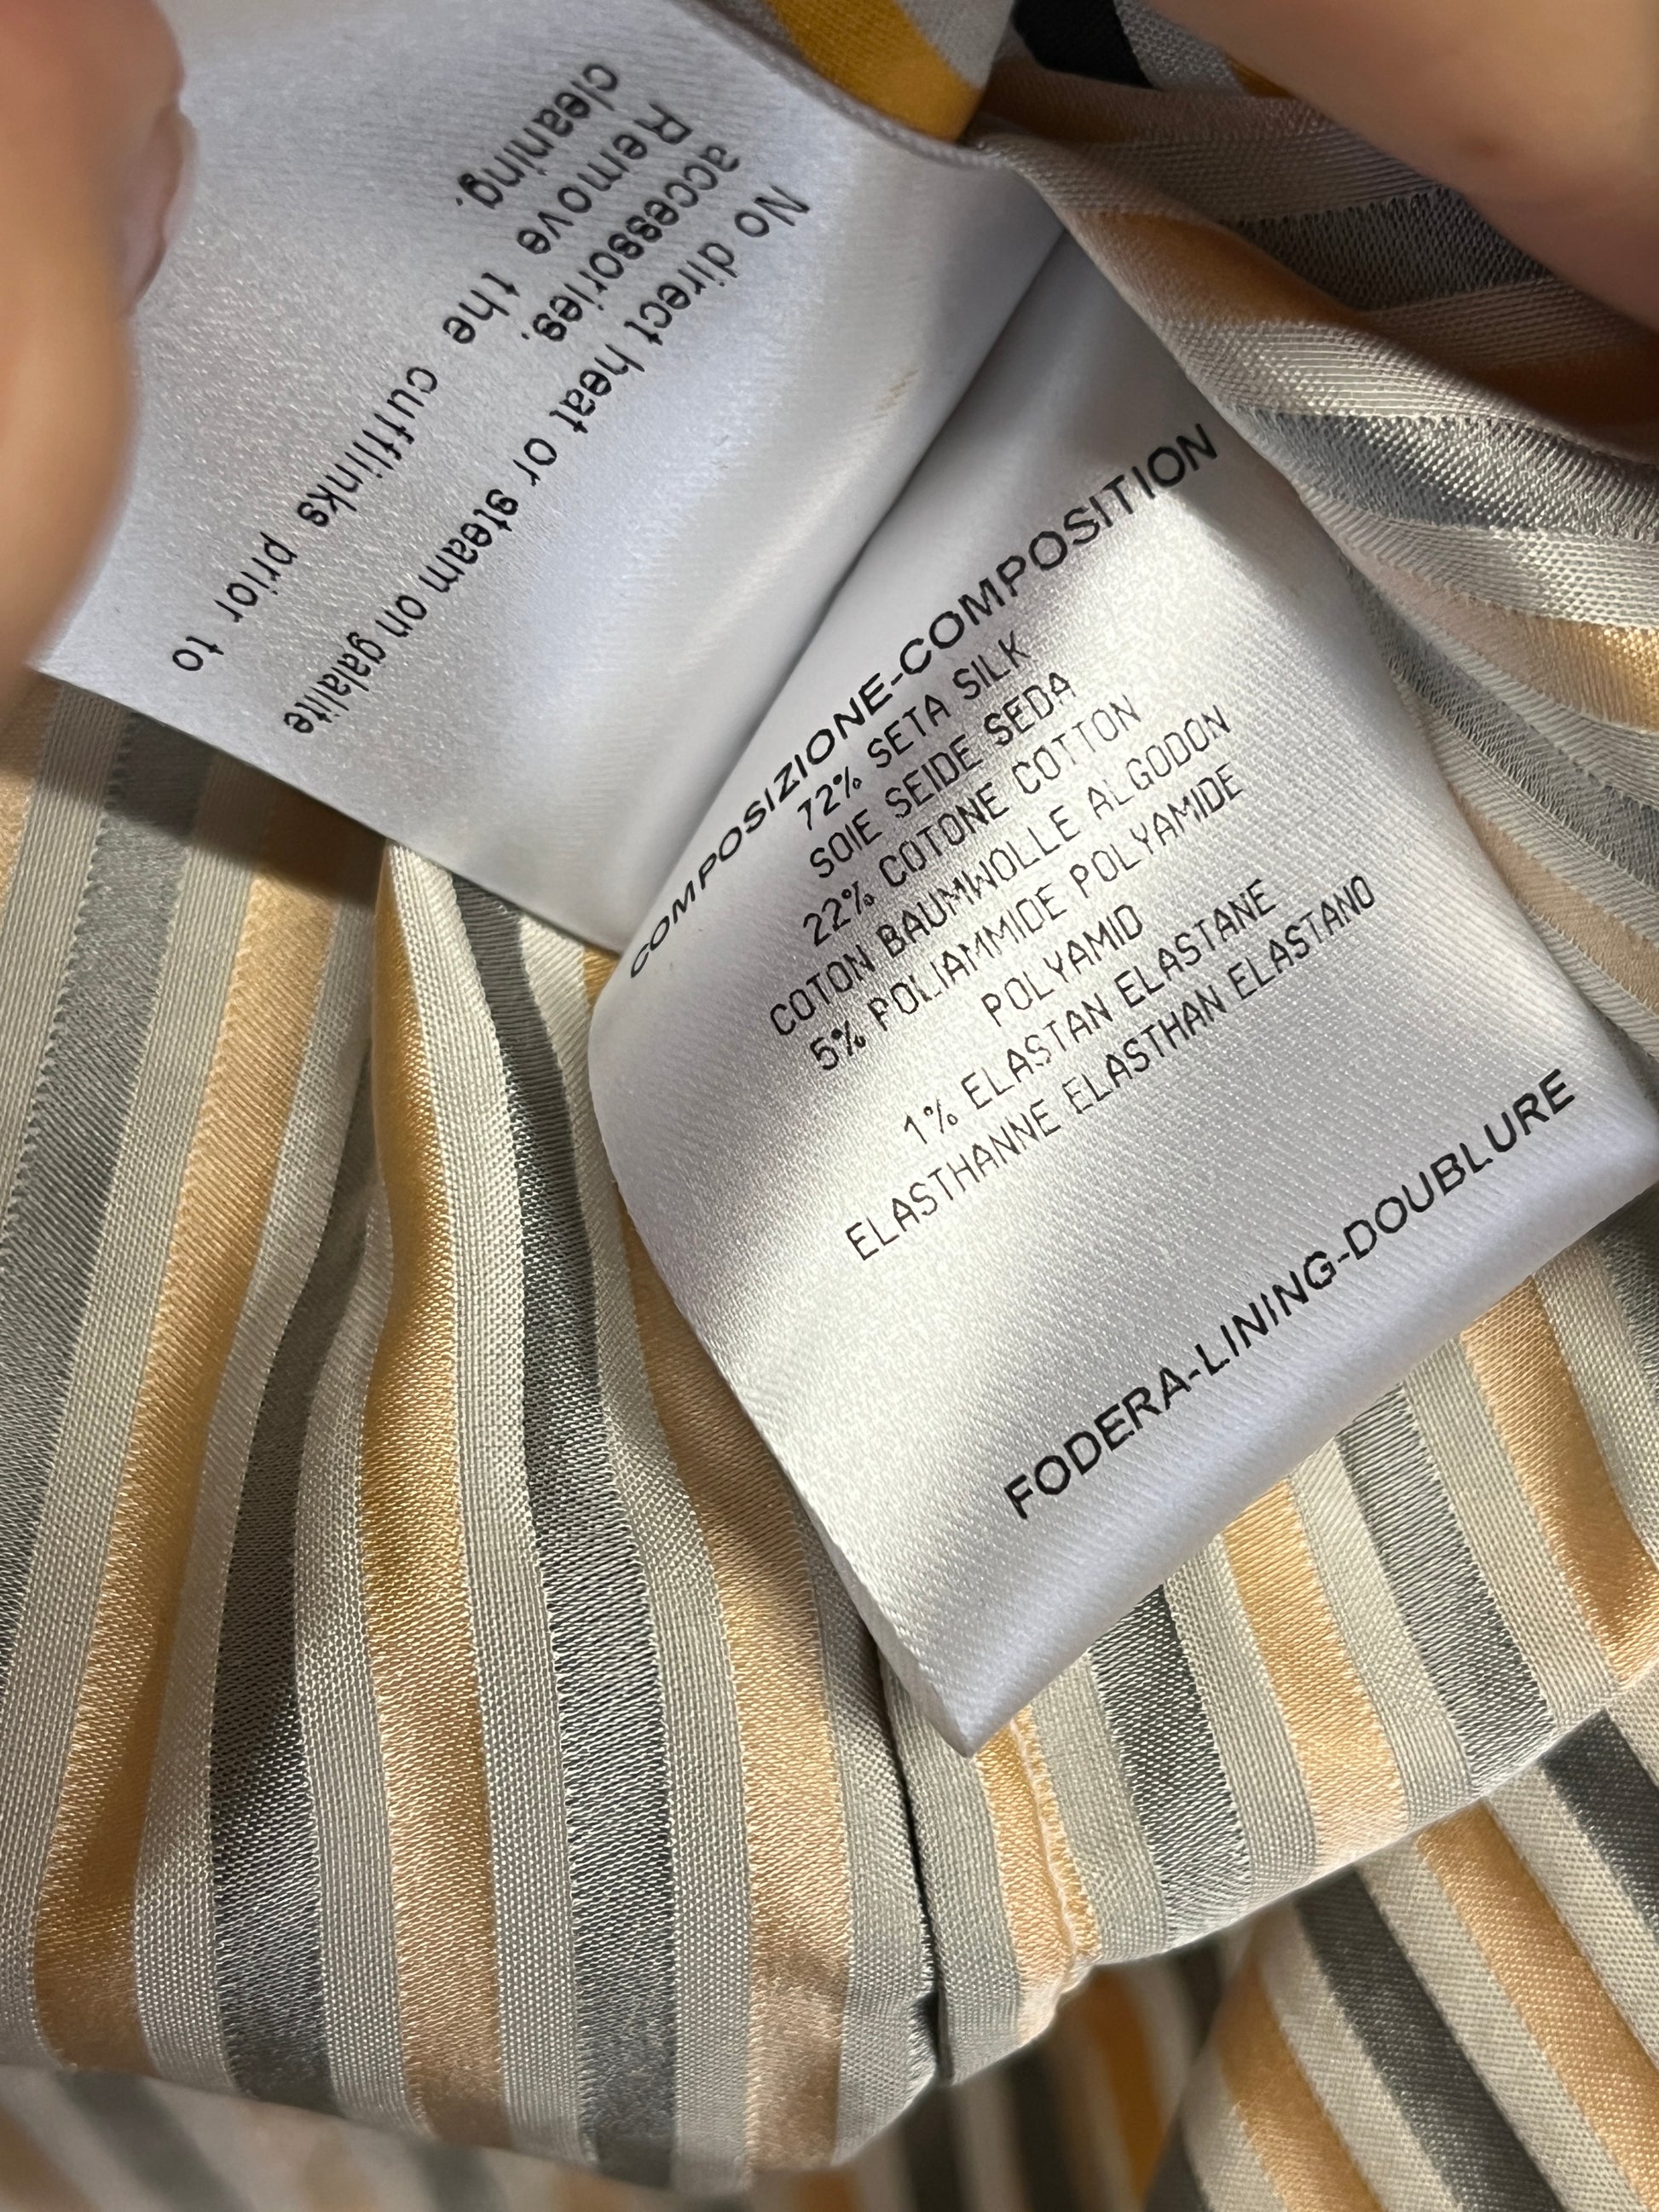 No direct heat or steam on galalite
accessories.
Remove the cufflinks prior to
cleaning.
COMPOSIZIONE-COMPOSITION
72% SETA SILK
SOIE SEIDE SEDA
22% COTONE COTTON
COTON BAUMWOLLE ALGODON
5% POLIAMMIDE POLYAMIDE
POLYAMID
1% ELASTAN ELASTANE
ELASTHANNE ELASTHAN ELASTANO
FODERA-LINING-DOUBLURE